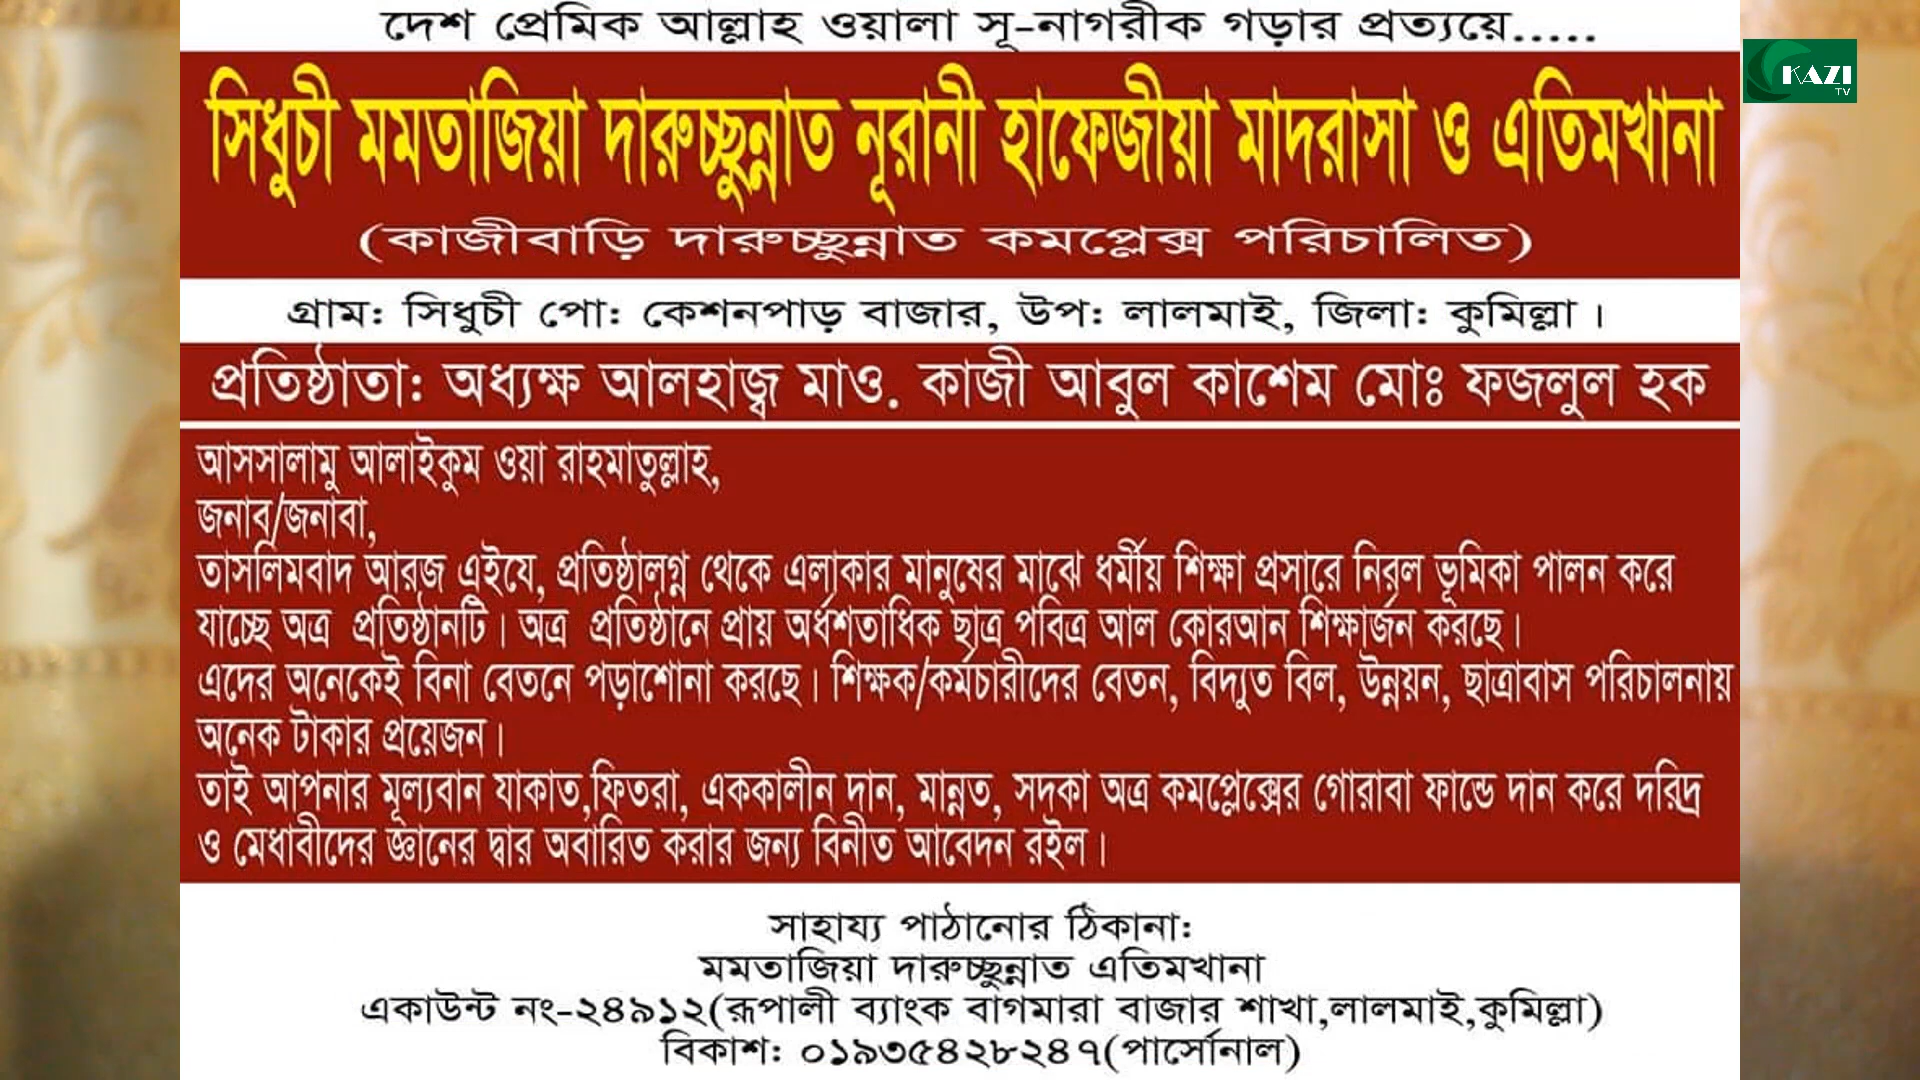 দেশ প্রেমিক আল্লাহ ওয়ালা সূ-নাগরীক গড়ার প্রত্যয়ে.....
KAZI
TV
সিধুচী মমতাজিয়া দারুচ্ছুন্নাত নূরানী হাফেজীয়া মাদরাসা ও এতিমখানা
(কাজীবাড়ি দারুচ্ছুন্নাত কমপ্লেক্স পরিচালিত)
গ্রাম: সিধুচী পো: কেশনপাড় বাজার, উপ: লালমাই, জিলা: কুমিল্লা।
প্রতিষ্ঠাতা: অধ্যক্ষ আলহাজ্ব মাও. কাজী আবুল কাশেম মোঃ ফজলুল হক
আসসালামু আলাইকুম ওয়া রাহমাতুল্লাহ,
জনাব/জনাবা,
তাসলিমবাদ আরজ এইযে, প্রতিষ্ঠালগ্ন থেকে এলাকার মানুষের মাঝে ধর্মীয় শিক্ষা প্রসারে নিরল ভূমিকা পালন করে
যাচ্ছে অত্র প্রতিষ্ঠানটি। অত্র প্রতিষ্ঠানে প্রায় অর্ধশতাধিক ছাত্র পবিত্র আল কোরআন শিক্ষার্জন করছে।
এদের অনেকেই বিনা বেতনে পড়াশোনা করছে। শিক্ষক/কর্মচারীদের বেতন, বিদ্যুত বিল, উন্নয়ন, ছাত্রাবাস পরিচালনায়
অনেক টাকার প্রয়েজন।
তাই আপনার মূল্যবান যাকাত,ফিতরা, এককালীন দান, মান্নত, সদকা অত্র কমপ্লেক্সের গোরাবা ফান্ডে দান করে দরিদ্র
ও মেধাবীদের জ্ঞানের দ্বার অবারিত করার জন্য বিনীত আবেদন রইল।
সাহায্য পাঠানোর ঠিকানা:
মমতাজিয়া দারুচ্ছুন্নাত এতিমখানা
একাউন্ট নং-২৪৯১২(রূপালী ব্যাংক বাগমারা বাজার শাখা,লালমাই,কুমিল্লা)
বিকাশ: ০১৯৩৫৪২৮২৪৭(পার্সোনাল)